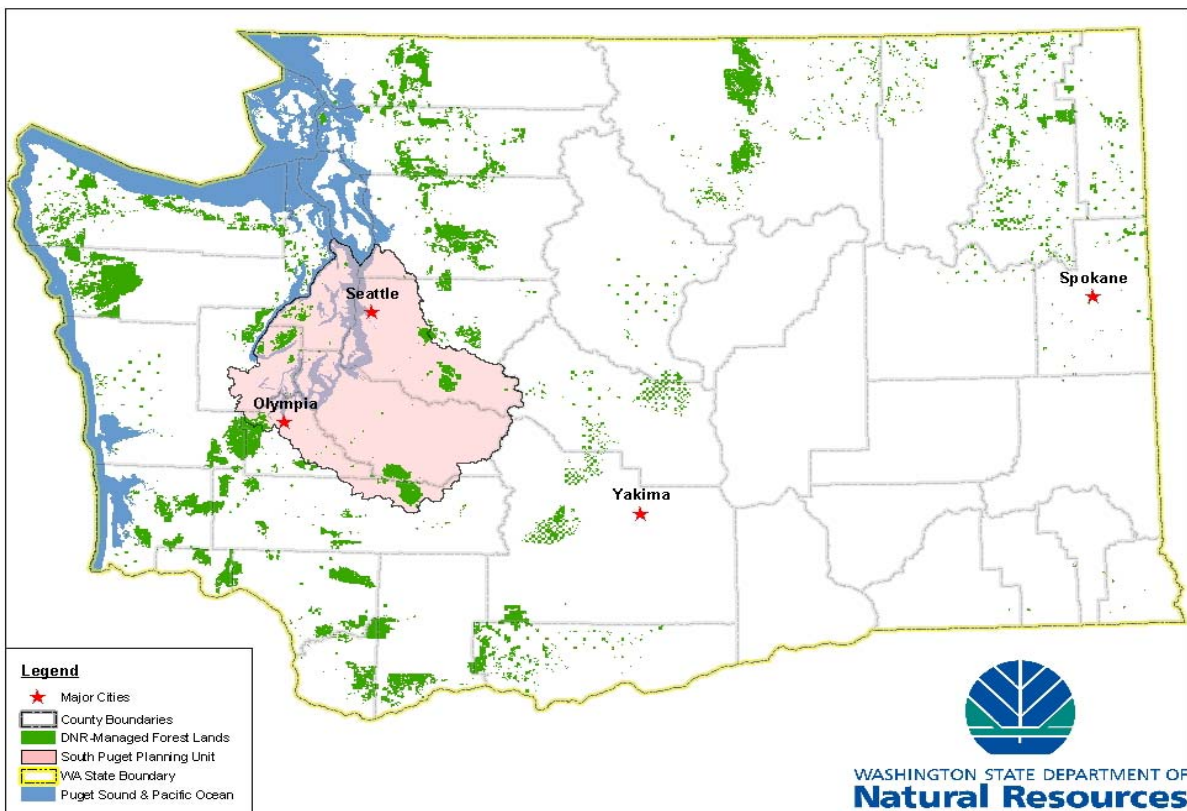 Seattle
Spokane
Olympia
Yakima
Legend
Major Cities
County Boundaries
DNR-Managed Forest Lands
South Puget Planning Unit
WA State Boundary
Puget Sound & Pacific Ocean
WASHINGTON STATE DEPARTMENT OF
Natural Resources